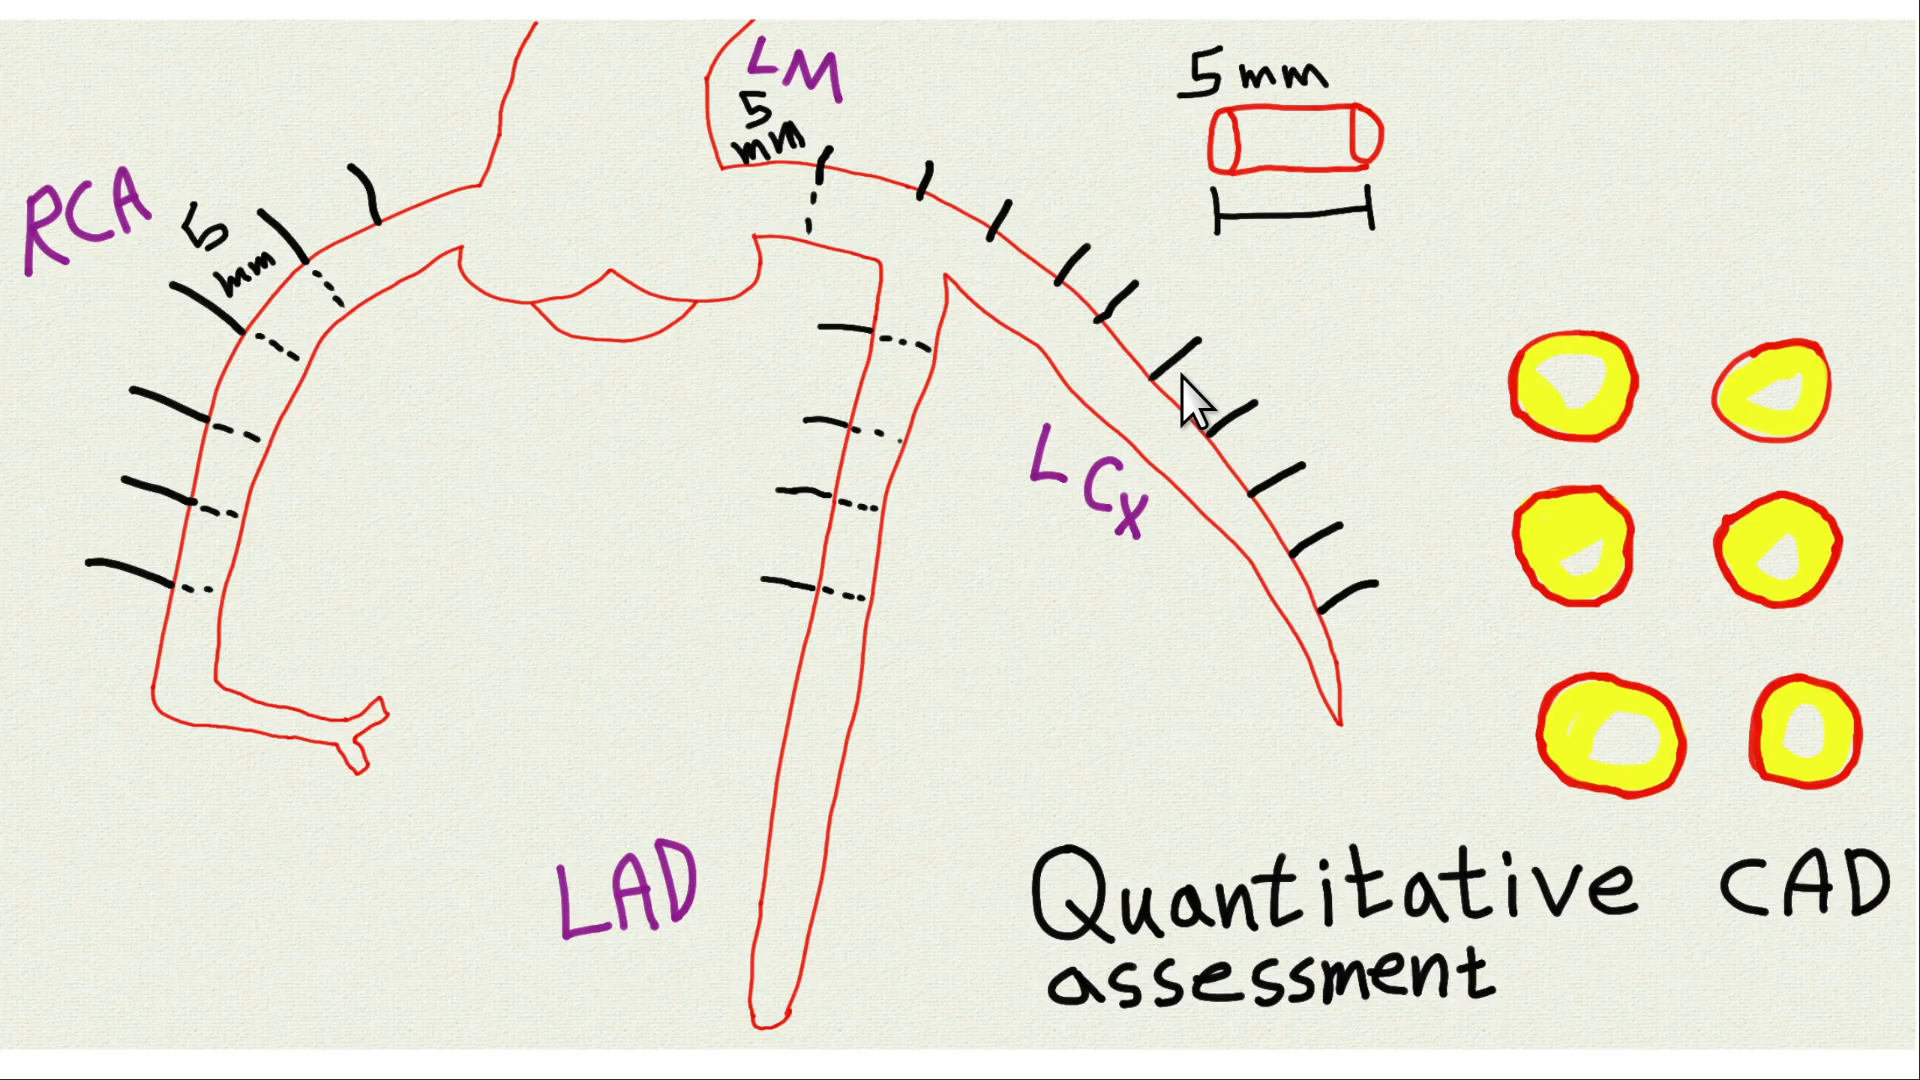 LM
5
mm
5 mm
RCA
5
mm
LCx
LAD
Quantitative CAD
assessment